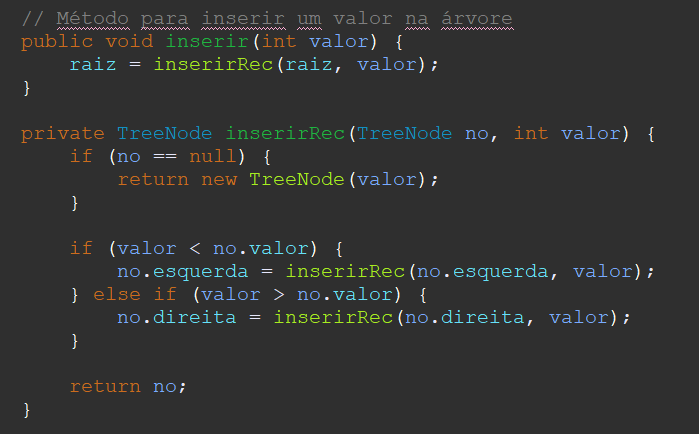 // Método para inserir um valor na árvore
public void inserir(int valor) {
    raiz = inserirRec(raiz, valor);
}

private TreeNode inserirRec(TreeNode no, int valor) {
    if (no == null) {
        return new TreeNode(valor);
    }

    if (valor < no.valor) {
        no.esquerda = inserirRec(no.esquerda, valor);
    } else if (valor > no.valor) {
        no.direita = inserirRec(no.direita, valor);
    }

    return no;
}